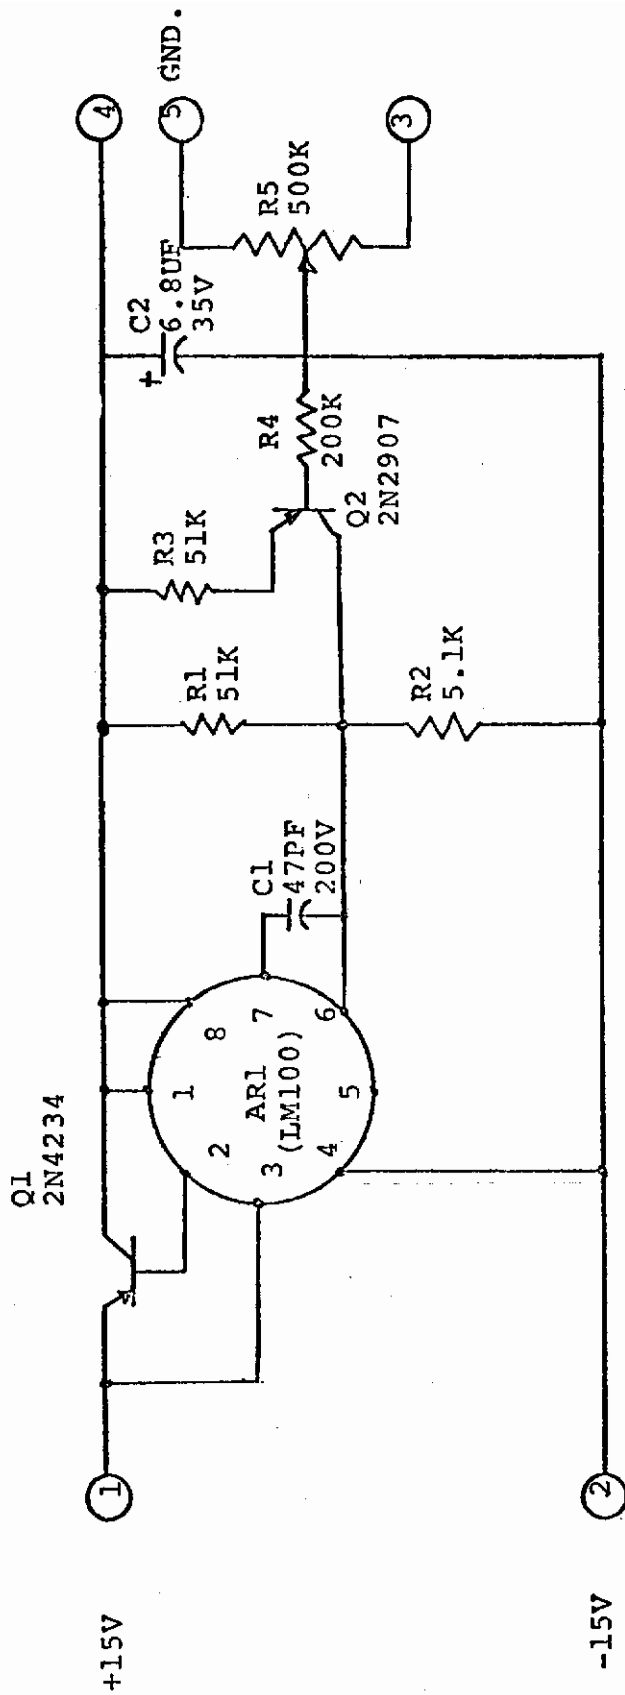 +15V
-15V
1
2
Q1
2N4234
1
2
3
4
5
6
7
8
AR1
(LM100)
C1
47PF
200V
R1
51K
R2
5.1K
R3
51K
Q2
2N2907
R4
200K
C2
6.8UF
35V
+
R5
500K
4
5 GND.
3